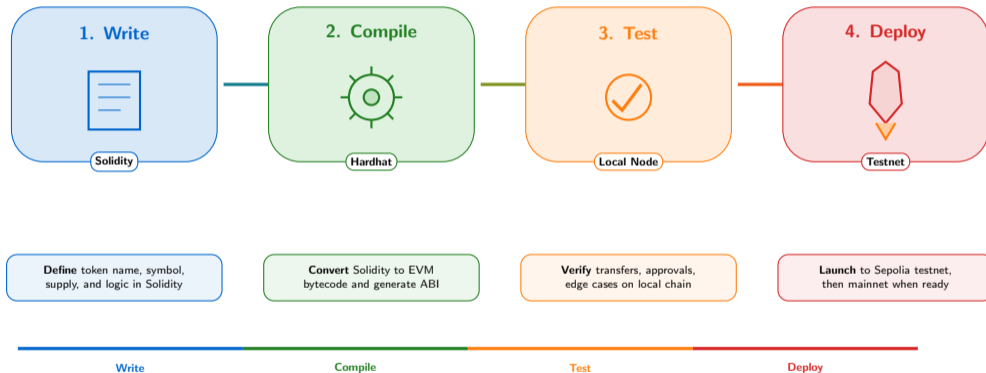 1. Write
2. Compile
3. Test
4. Deploy
Solidity
Hardhat
Local Node
Testnet
Define token name, symbol,
supply, and logic in Solidity
Convert Solidity to EVM
bytecode and generate ABI
Verify transfers, approvals,
edge cases on local chain
Launch to Sepolia testnet,
then mainnet when ready
Write
Compile
Test
Deploy